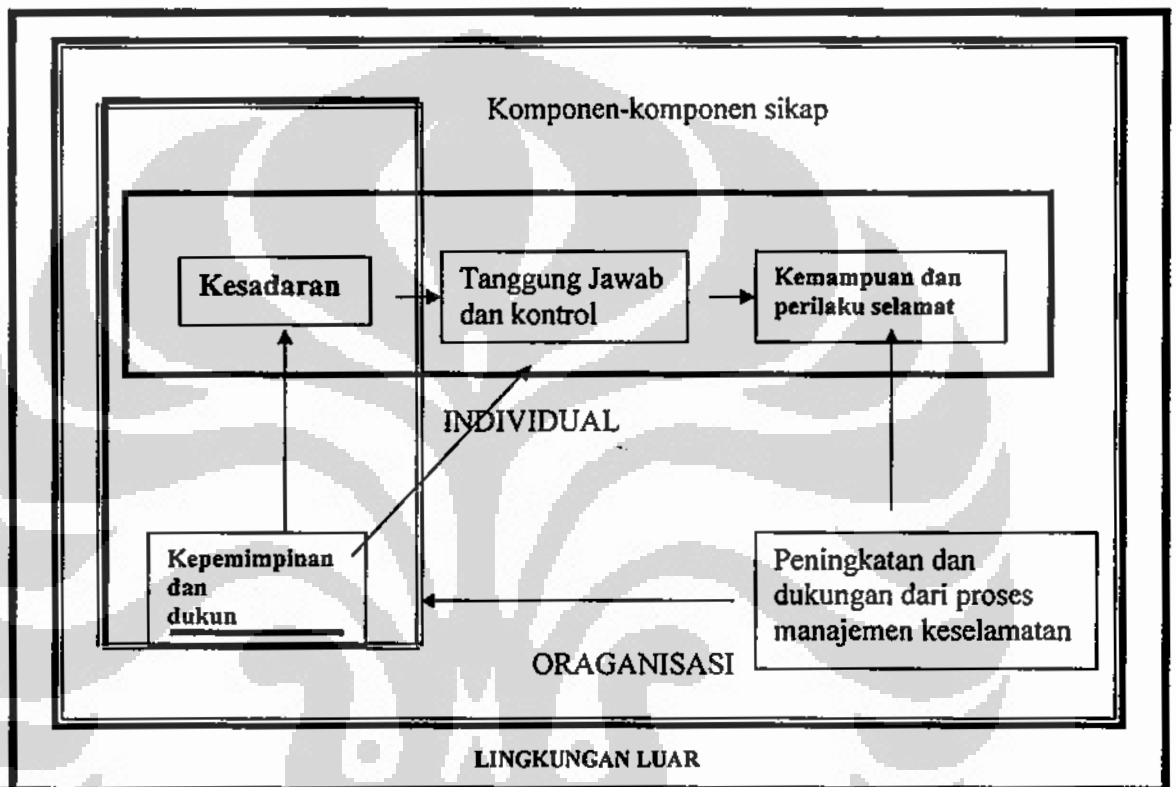 Komponen-komponen sikap
Kesadaran
Tanggung Jawab
dan kontrol
Kemampuan dan
perilaku selamat
INDIVIDUAL
Kepemimpinan
dan
dukun
Peningkatan dan
dukungan dari proses
manajemen keselamatan
ORAGANISASI
LINGKUNGAN LUAR